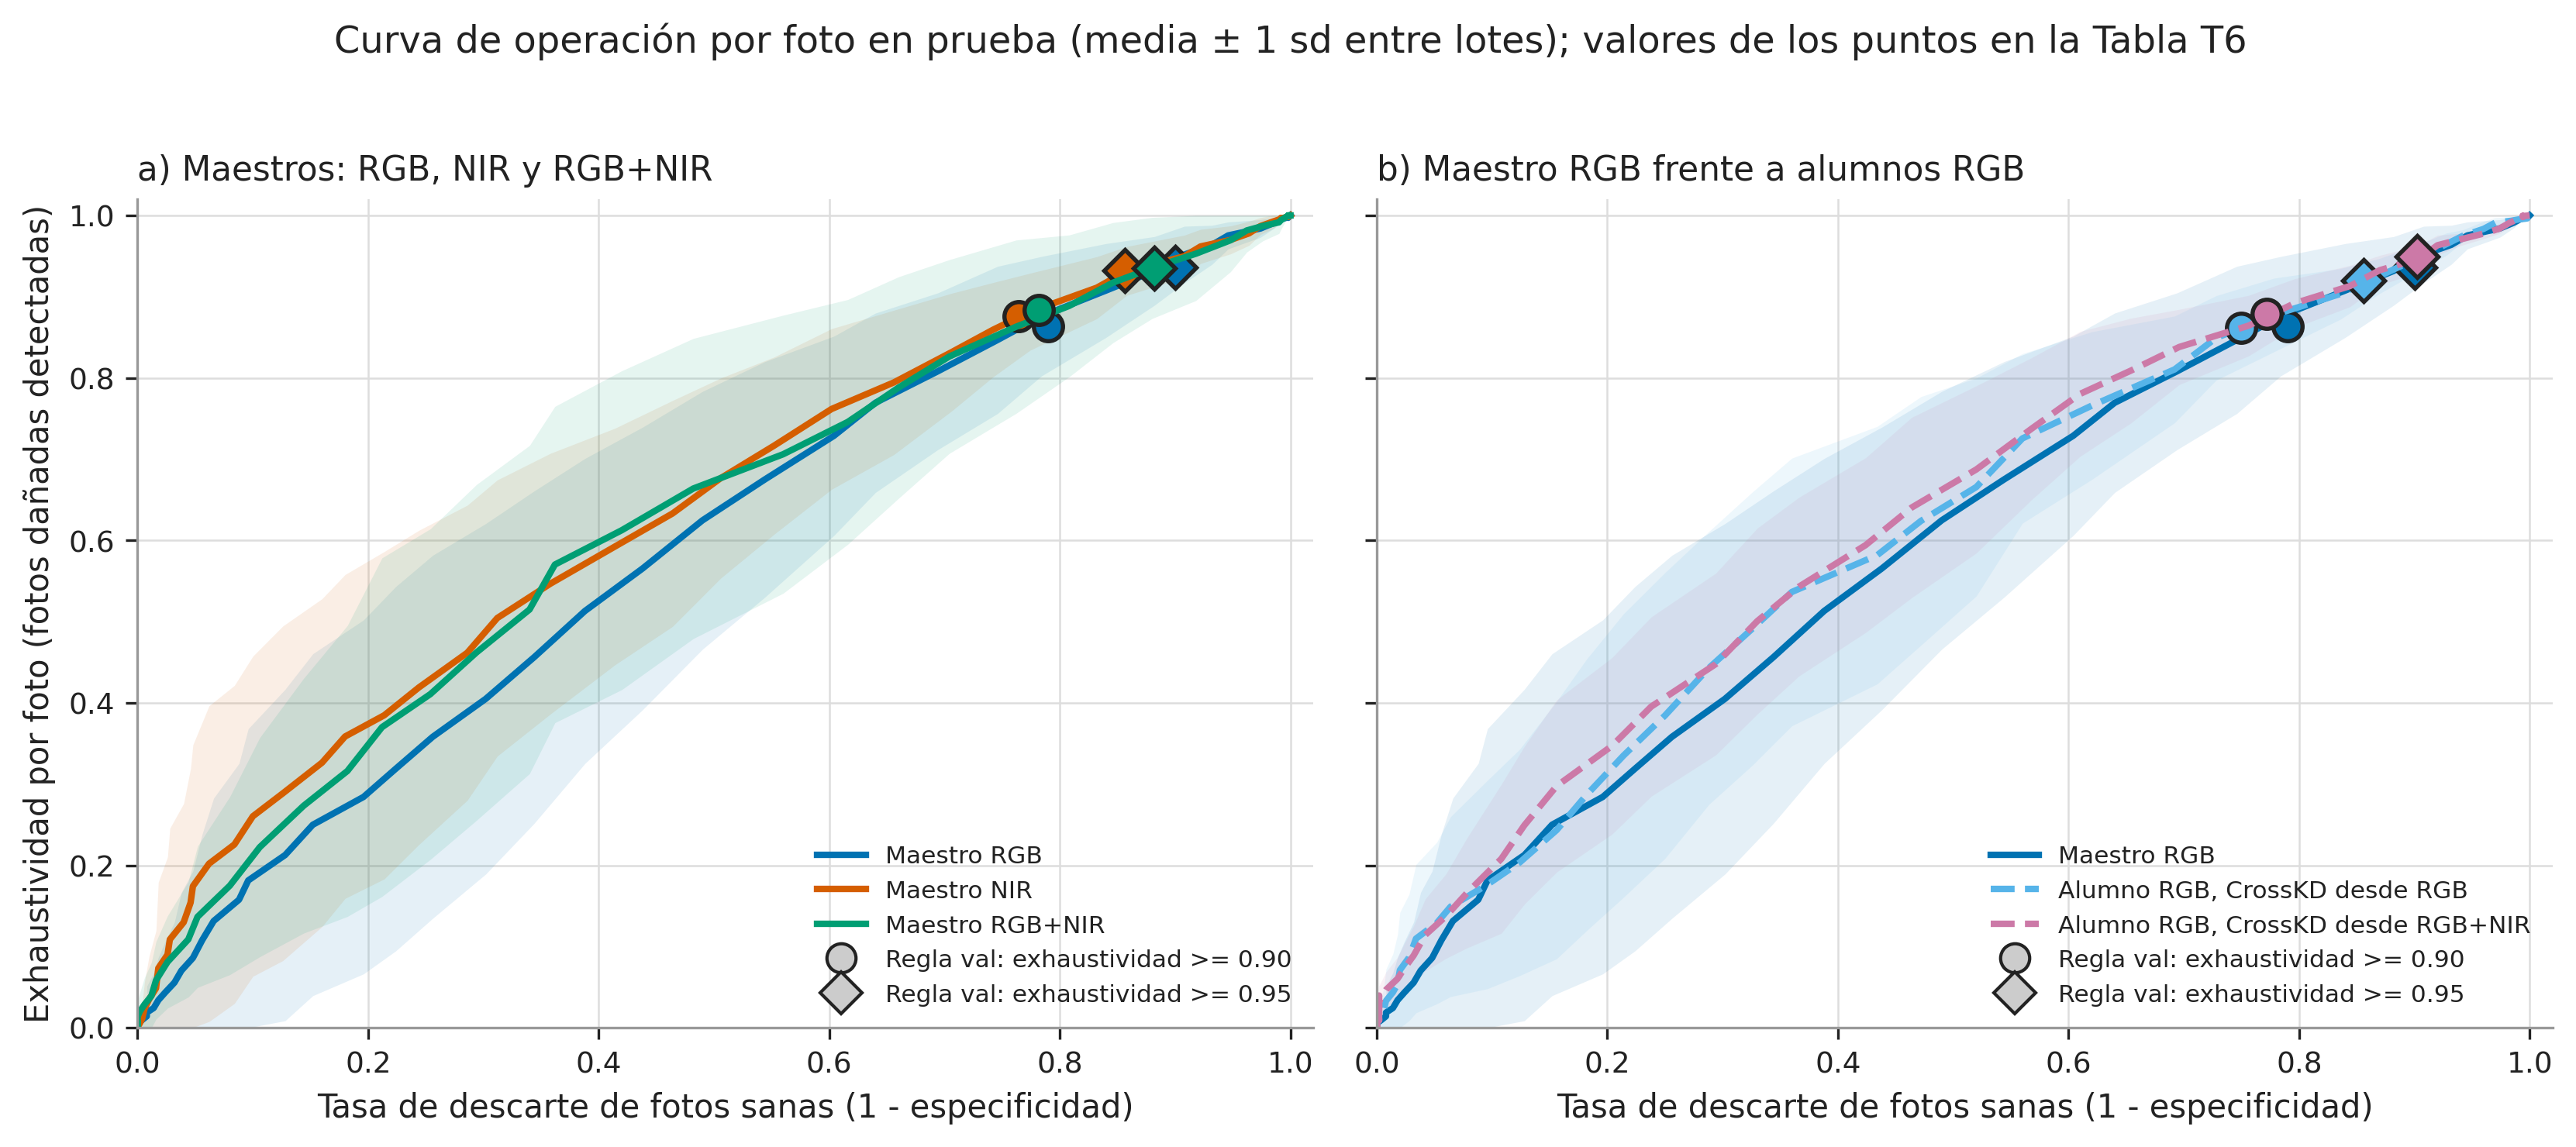 Curva de operación por foto en prueba (media ± 1 sd entre lotes); valores de los puntos en la Tabla T6
a) Maestros: RGB, NIR y RGB+NIR
Exhaustividad por foto (fotos dañadas detectadas)
1.0
0.8
0.6
0.4
0.2
0.0
Maestro RGB
Maestro NIR
Maestro RGB+NIR
Regla val: exhaustividad >= 0.90
Regla val: exhaustividad >= 0.95
0.0 0.2 0.4 0.6 0.8 1.0
Tasa de descarte de fotos sanas (1 - especificidad)
b) Maestro RGB frente a alumnos RGB
Maestro RGB
Alumno RGB, CrossKD desde RGB
Alumno RGB, CrossKD desde RGB+NIR
Regla val: exhaustividad >= 0.90
Regla val: exhaustividad >= 0.95
0.0 0.2 0.4 0.6 0.8 1.0
Tasa de descarte de fotos sanas (1 - especificidad)